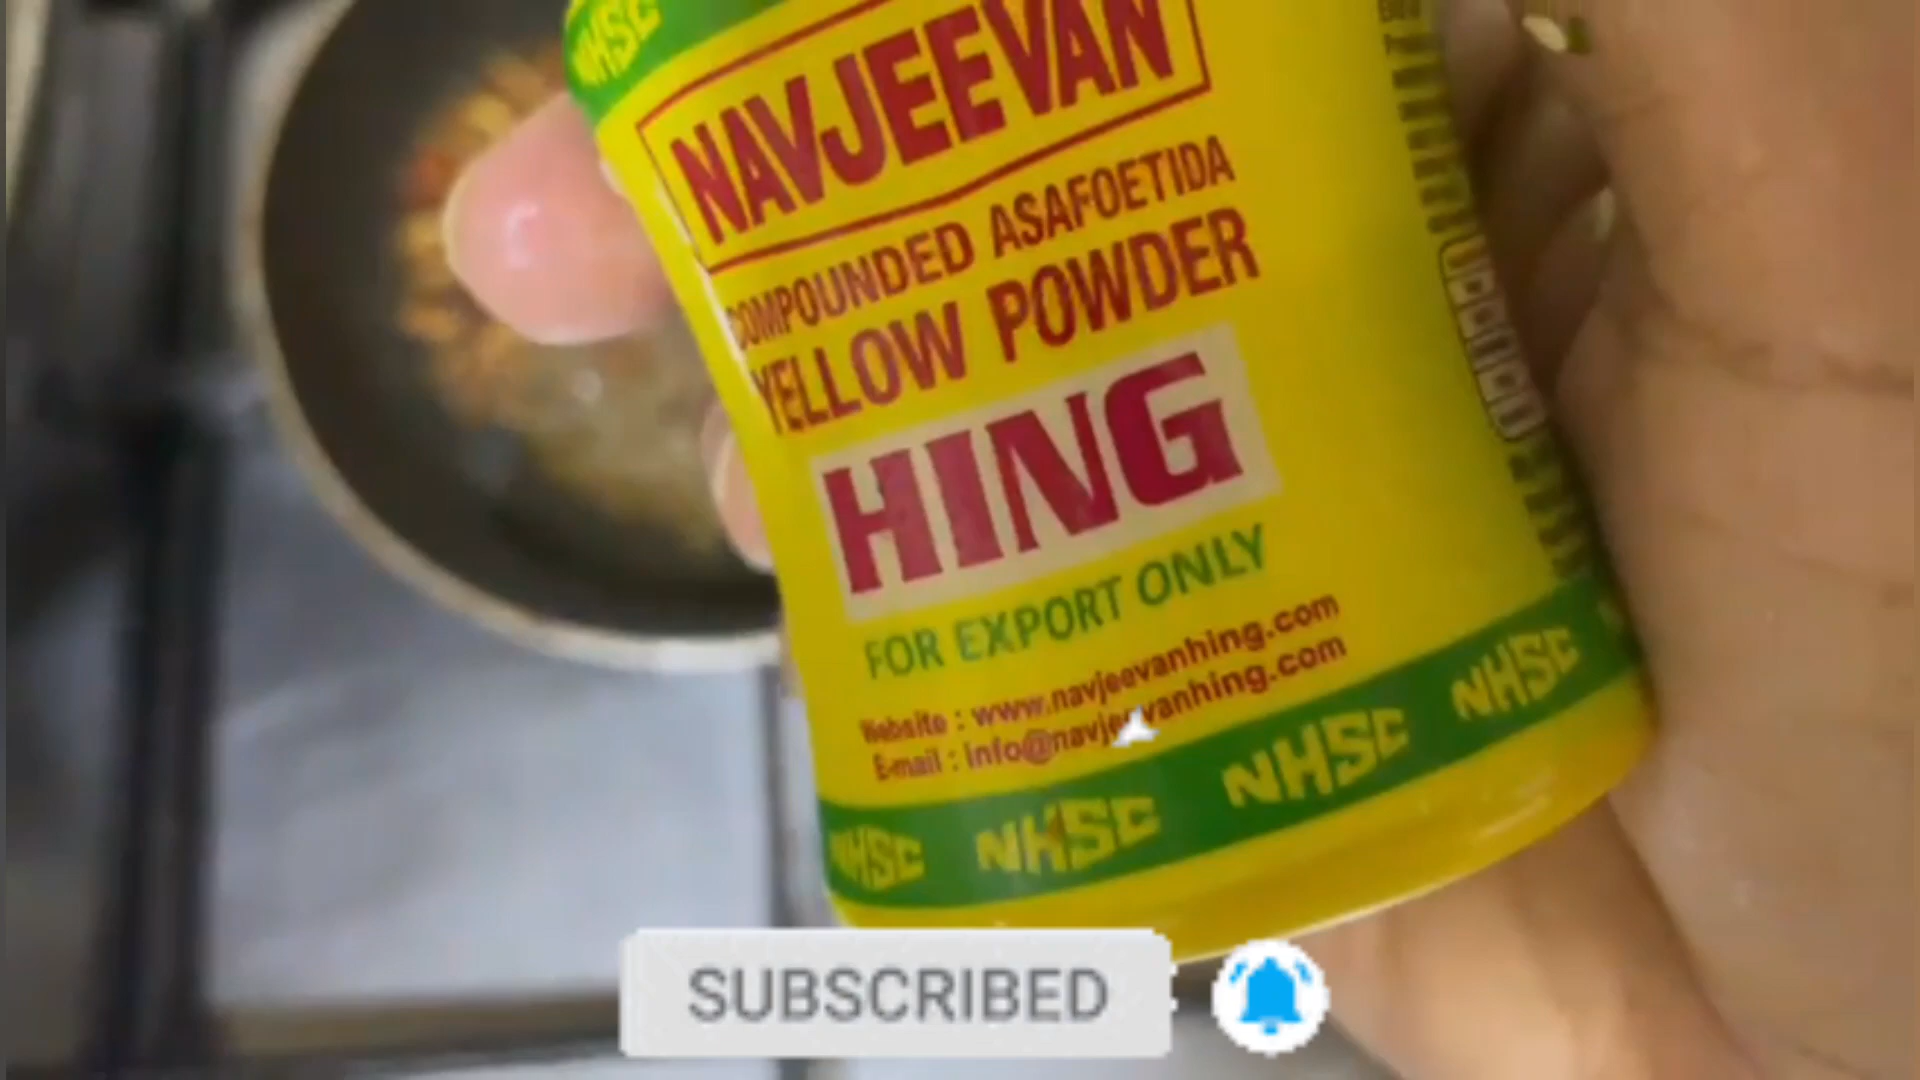 NHSC
NAVJEEVAN
COMPOUNDED ASAFOETIDA
YELLOW POWDER
HING
FOR EXPORT ONLY
Website : www.navjeevanhing.com
E-mail : info@navjeevanhing.com
NHSC NHSC NHSC NHSC
SUBSCRIBED